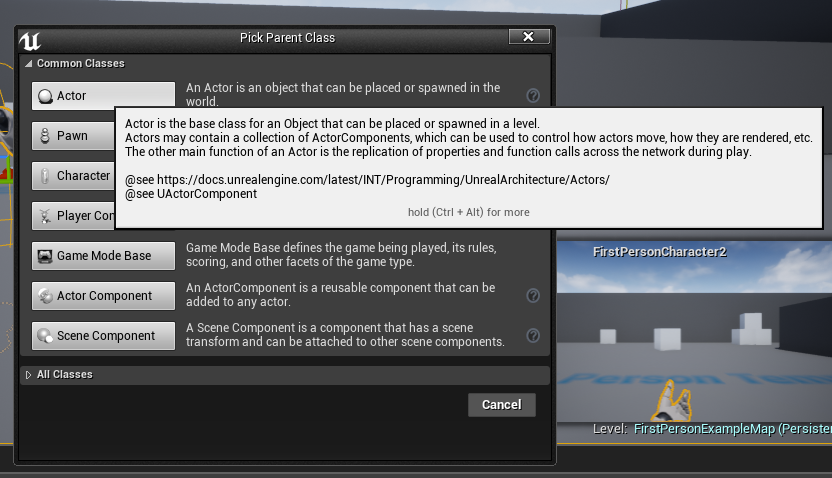 Pick Parent Class
Common Classes
Actor
An Actor is an object that can be placed or spawned in the
world.
Actor is the base class for an Object that can be placed or spawned in a level.
Actors may contain a collection of ActorComponents, which can be used to control how actors move, how they are rendered, etc.
The other main function of an Actor is the replication of properties and function calls across the network during play.
@see https://docs.unrealengine.com/latest/INT/Programming/UnrealArchitecture/Actors/
@see UActorComponent
hold (Ctrl + Alt) for more
Pawn
Character
Player Con
Game Mode Base
Game Mode Base defines the game being played, its rules,
scoring, and other facets of the game type.
Actor Component
An ActorComponent is a reusable component that can be
added to any actor.
Scene Component
A Scene Component is a component that has a scene
transform and can be attached to other scene components.
All Classes
Cancel
FirstPersonCharacter2
Person Tem
Level: FirstPersonExampleMap (Persiste